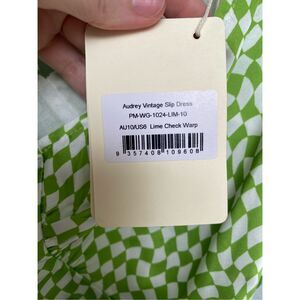 Audrey Vintage Slip Dress
PM-WG-1024-LIM-10
AU10/US6 Lime Check Warp
9 357408 109608